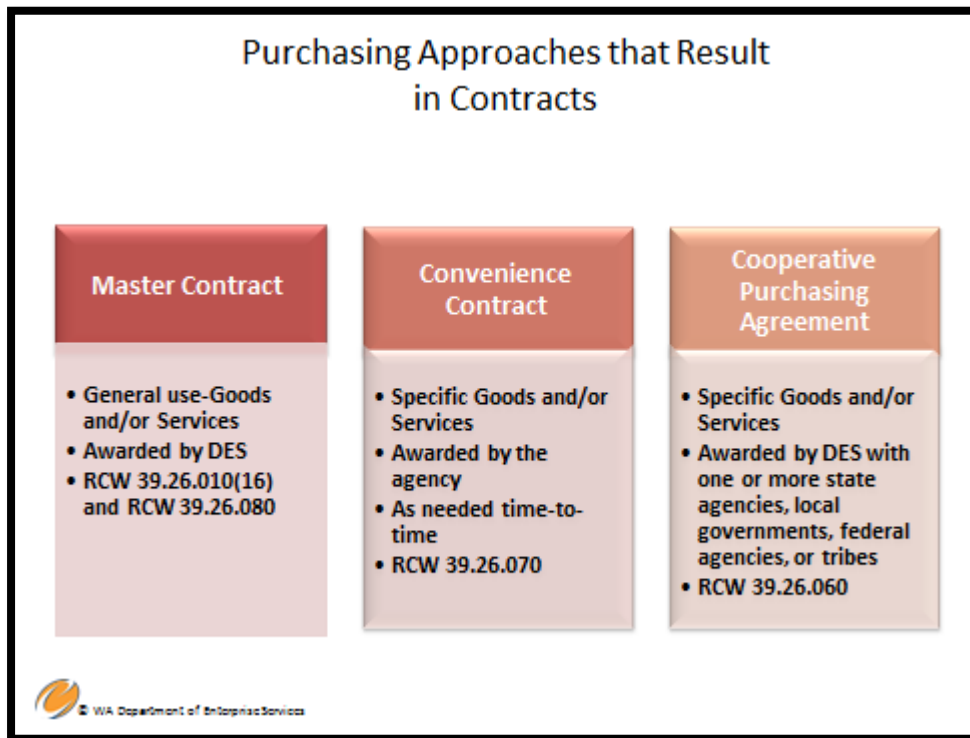 Purchasing Approaches that Result
in Contracts
Master Contract
• General use-Goods
and/or Services
• Awarded by DES
• RCW 39.26.010(16)
and RCW 39.26.080
Convenience
Contract
• Specific Goods and/or
Services
• Awarded by the
agency
• As needed time-to-
time
• RCW 39.26.070
Cooperative
Purchasing
Agreement
• Specific Goods and/or
Services
• Awarded by DES with
one or more state
agencies, local
governments, federal
agencies, or tribes
• RCW 39.26.060
© WA Department of Enterprise Services